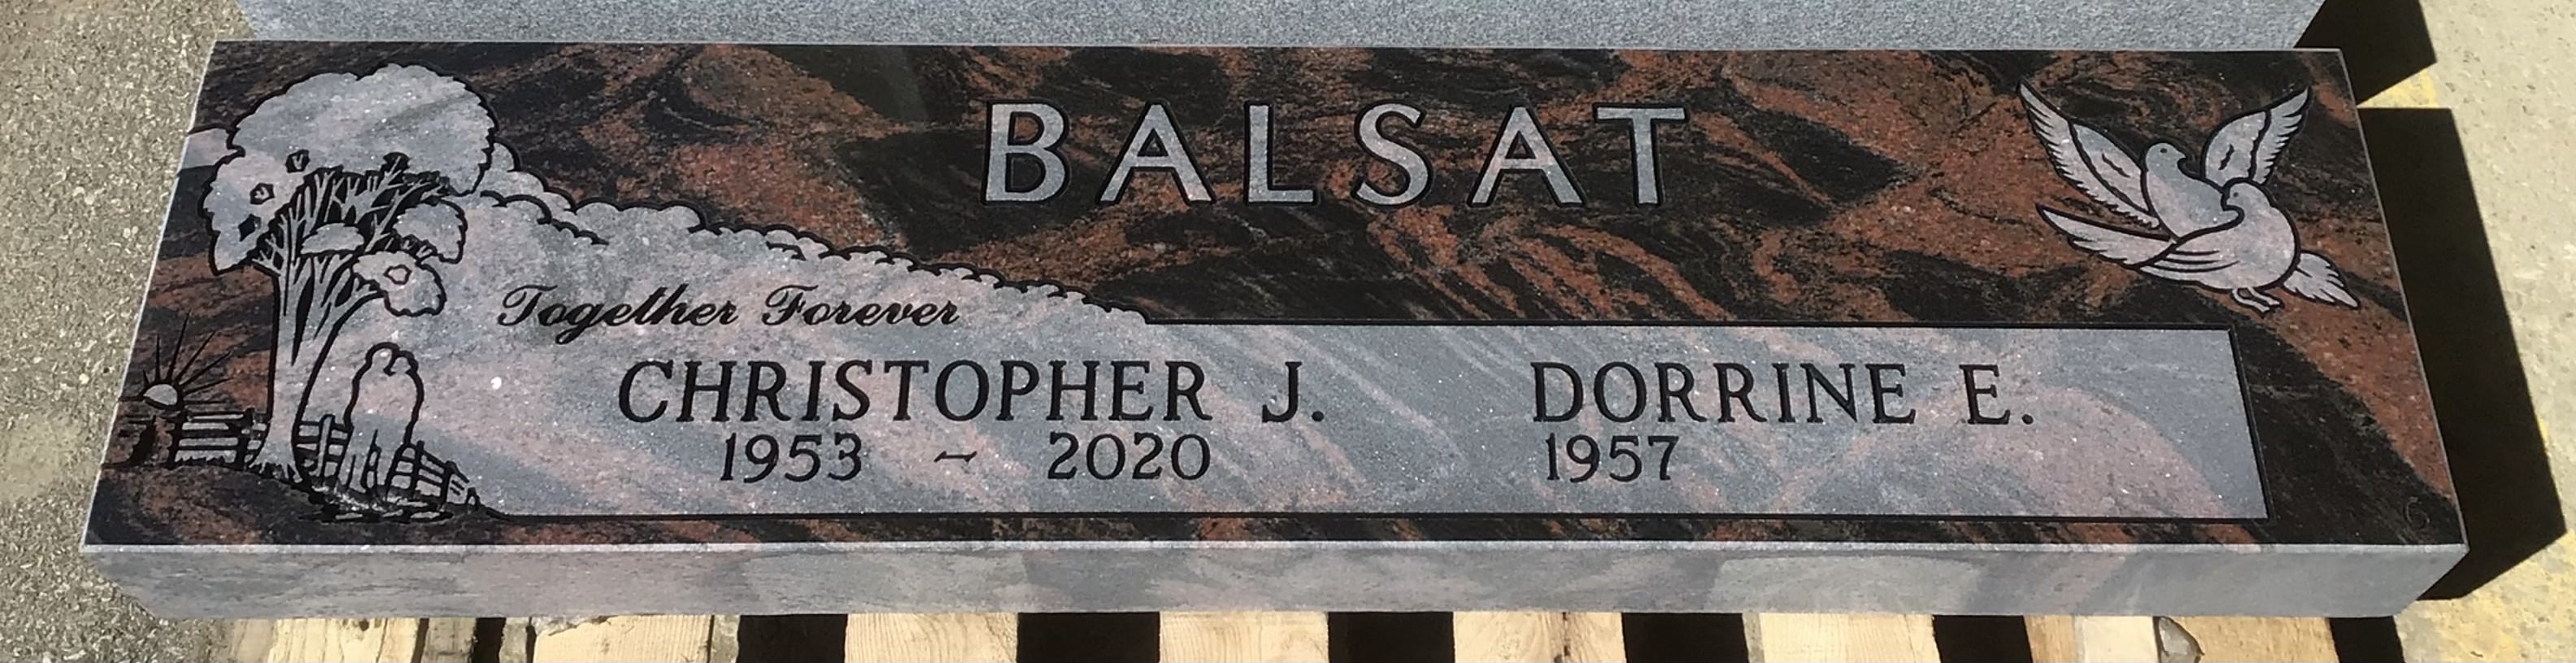 BALSAT
Together Forever
CHRISTOPHER J. DORRINE E.
1953 ~ 2020 1957